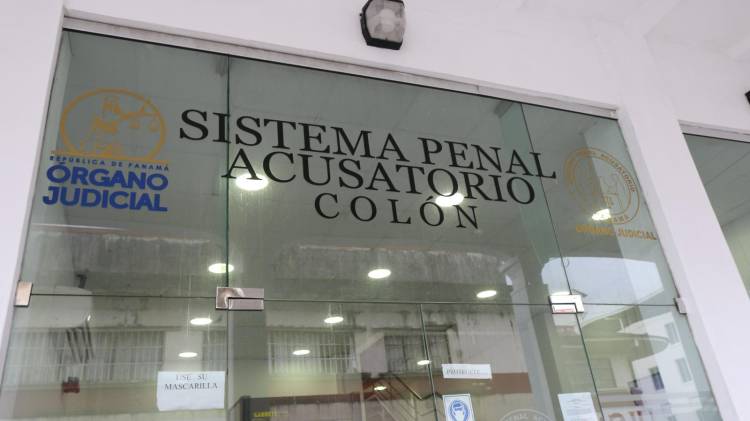 REPÚBLICA DE PANAMÁ
ÓRGANO
JUDICIAL
SISTEMA PENAL
ACUSATORIO
COLÓN
ÓRGANO JUDICIAL
USE SU
MASCARILLA